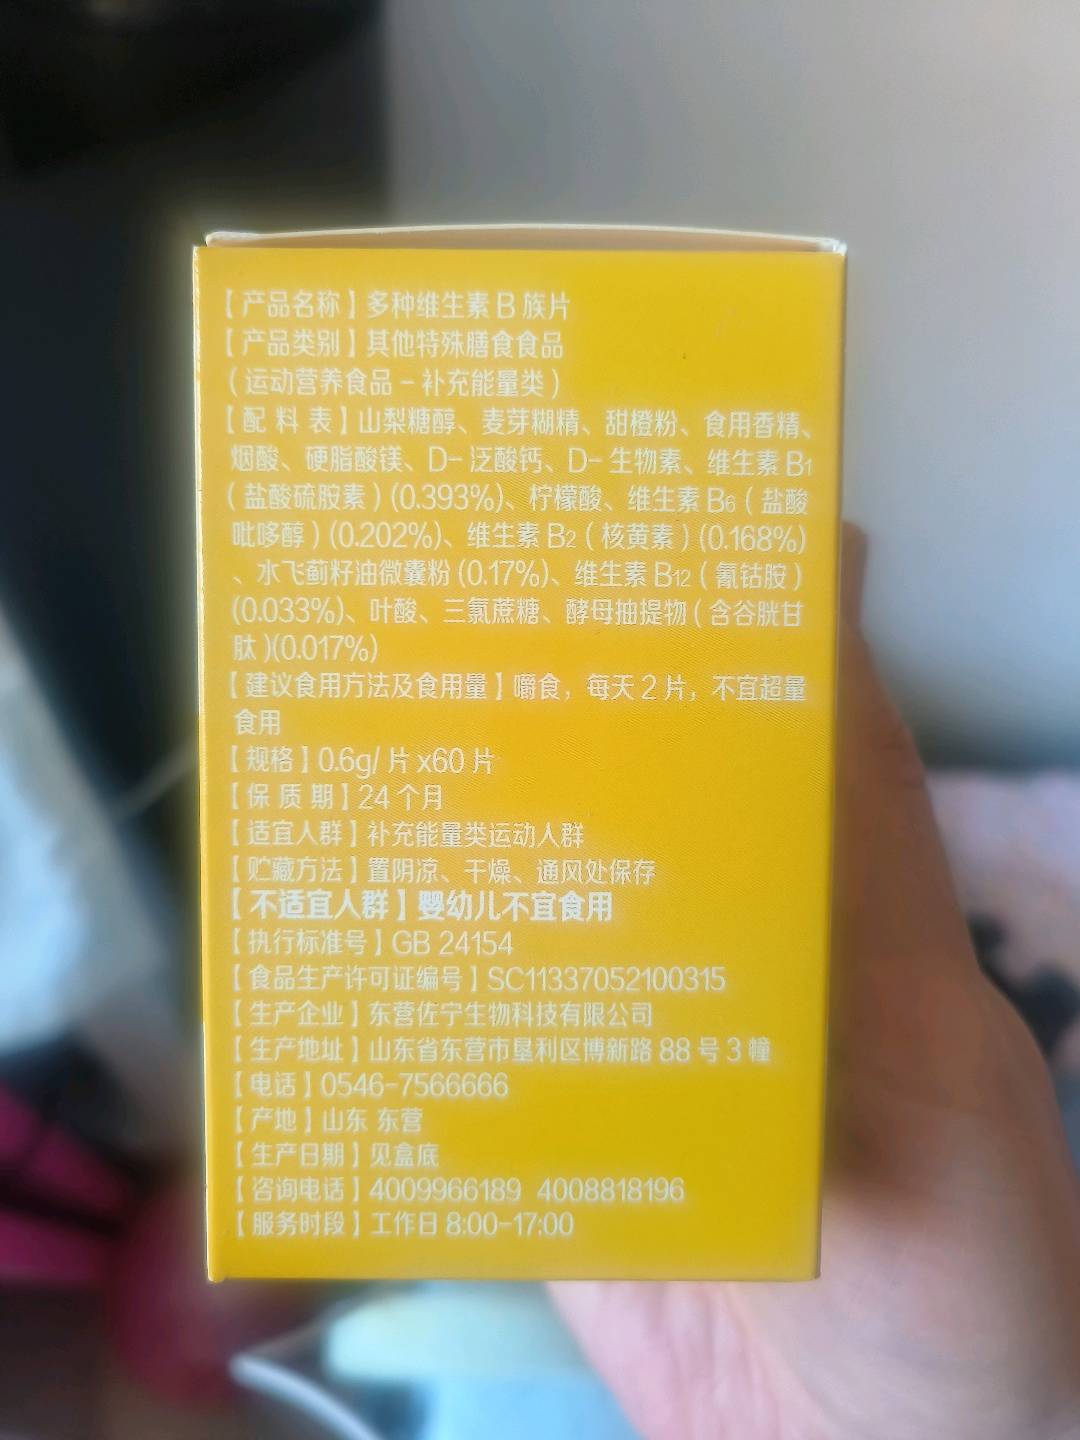 【产品名称】多种维生素 B 族片
【产品类别】其他特殊膳食食品
（运动营养食品－补充能量类）
【配 料 表】山梨糖醇、麦芽糊精、甜橙粉、食用香精、
烟酸、硬脂酸镁、D- 泛酸钙、D- 生物素、维生素 B1
（盐酸硫胺素）(0.393%)、柠檬酸、维生素 B6（盐酸
吡哆醇）(0.202%)、维生素 B2（核黄素）(0.168%)
、水飞蓟籽油微囊粉 (0.17%)、维生素 B12（氰钴胺）
(0.033%)、叶酸、三氯蔗糖、酵母抽提物（含谷胱甘
肽）(0.017%)
【建议食用方法及食用量】嚼食，每天 2 片，不宜超量
食用
【规格】0.6g/ 片 x60 片
【保 质 期】24 个月
【适宜人群】补充能量类运动人群
【贮藏方法】置阴凉、干燥、通风处保存
【不适宜人群】婴幼儿不宜食用
【执行标准号】GB 24154
【食品生产许可证编号】SC11337052100315
【生产企业】东营佐宁生物科技有限公司
【生产地址】山东省东营市垦利区博新路 88 号 3 幢
【电话】0546-7566666
【产地】山东 东营
【生产日期】见盒底
【咨询电话】4009966189 4008818196
【服务时段】工作日 8:00-17:00